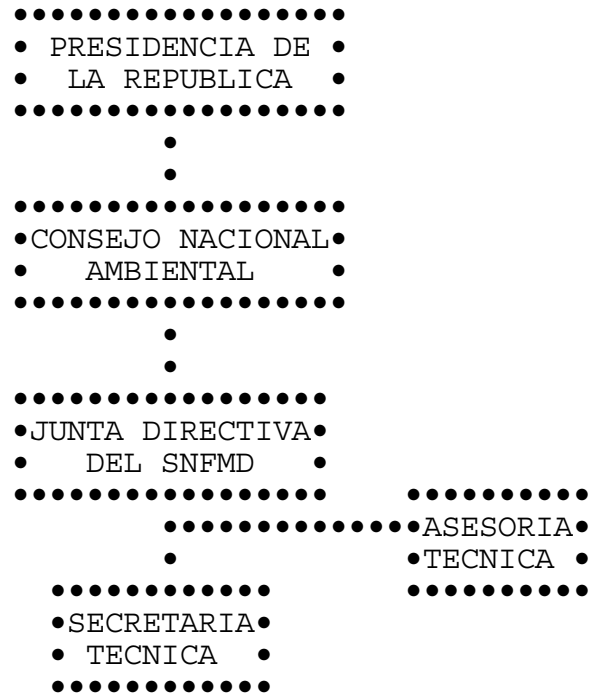 PRESIDENCIA DE
LA REPUBLICA
CONSEJO NACIONAL
AMBIENTAL
JUNTA DIRECTIVA
DEL SNFMD
ASESORIA
TECNICA
SECRETARIA
TECNICA